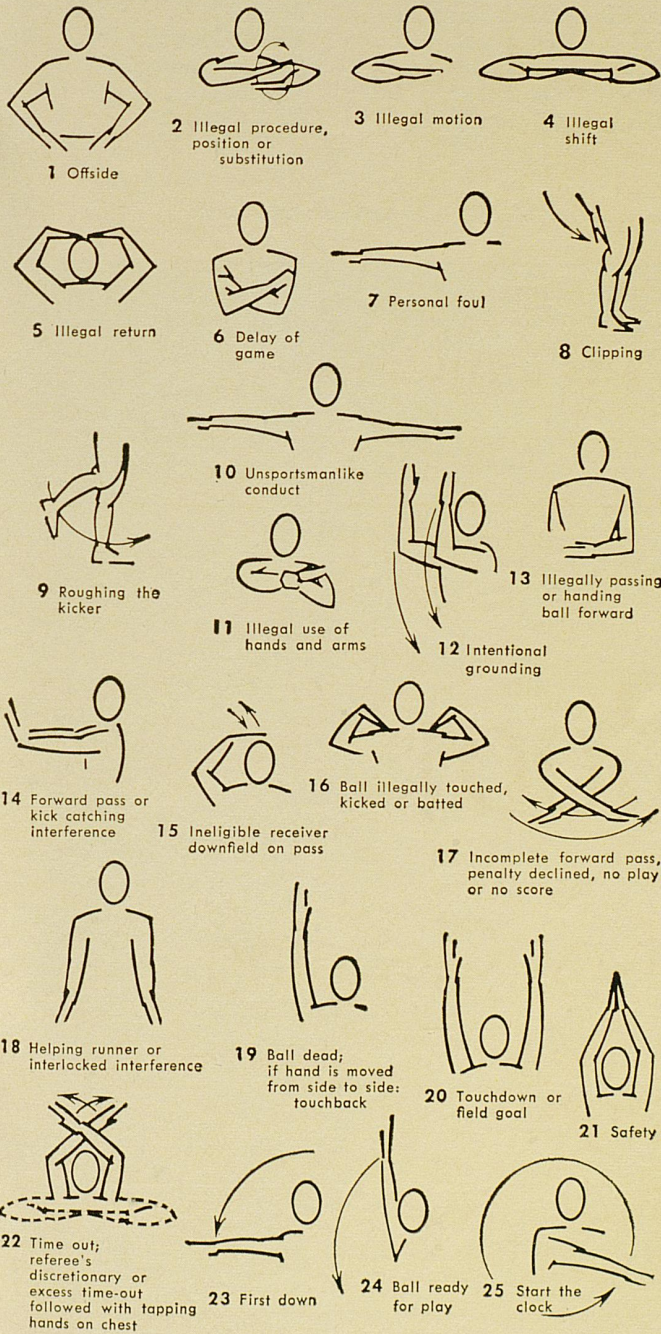 1 Offside
2 Illegal procedure,
position or
substitution
3 Illegal motion
4 Illegal
shift
5 Illegal return
6 Delay of
game
7 Personal foul
8 Clipping
9 Roughing the
kicker
10 Unsportsmanlike
conduct
11 Illegal use of
hands and arms
12 Intentional
grounding
13 Illegally passing
or handing
ball forward
14 Forward pass or
kick catching
interference
15 Ineligible receiver
downfield on pass
16 Ball illegally touched,
kicked or batted
17 Incomplete forward pass,
penalty declined, no play
or no score
18 Helping runner or
interlocked interference
19 Ball dead;
if hand is moved
from side to side:
touchback
20 Touchdown or
field goal
21 Safety
22 Time out;
referee's
discretionary or
excess time-out
followed with tapping
hands on chest
23 First down
24 Ball ready
for play
25 Start the
clock